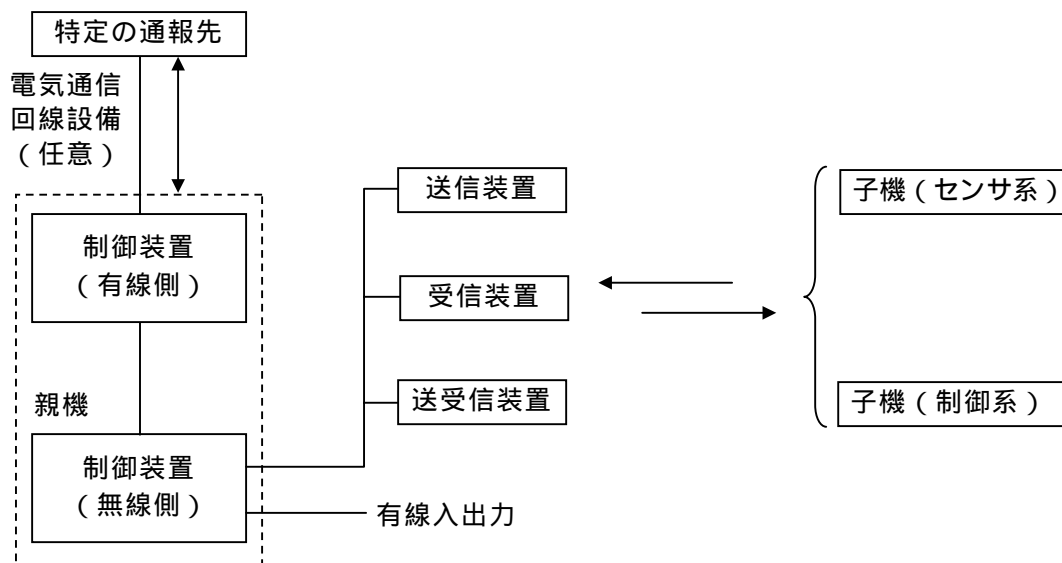 特定の通報先
電気通信
回線設備
(任意)
制御装置
(有線側)
親機
制御装置
(無線側)
送信装置
受信装置
送受信装置
有線入出力
子機(センサ系)
子機(制御系)